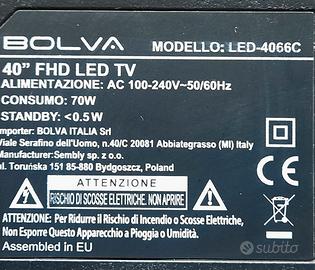 BOLVA MODELLO: LED-4066C
40" FHD LED TV
ALIMENTAZIONE: AC 100-240V~50/60Hz
CONSUMO: 70W
STANDBY: <0.5 W
Importer: BOLVA ITALIA Srl
Viale Serafino dell'Uomo, n.40/C 20081 Abbiategrasso (MI) Italy
Manufacturer: Sembly sp. z o.o.
ul. Toruńska 151 85-880 Bydgoszcz, Poland
ATTENZIONE
RISCHIO DI SCOSSE ELETTRICHE. NON APRIRE
CE
ATTENZIONE: Per Ridurre il Rischio di Incendio o Scosse Elettriche,
Non Esporre Questo Apparecchio a Pioggia o Umidità.
Assembled in EU
subito